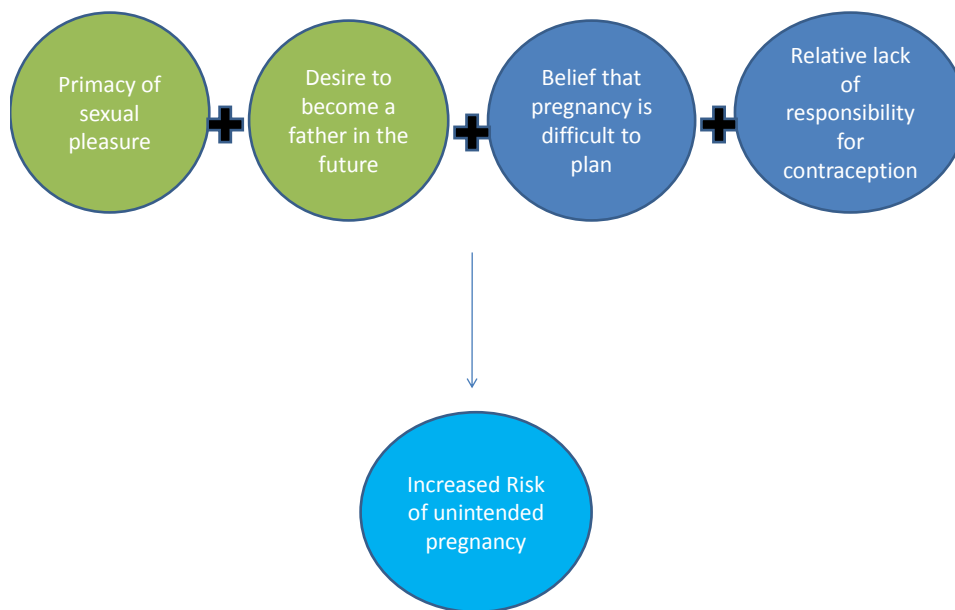 Primacy of
sexual
pleasure
Desire to
become a
father in the
future
Belief that
pregnancy is
difficult to
plan
Relative lack
of
responsibility
for
contraception
Increased Risk
of unintended
pregnancy